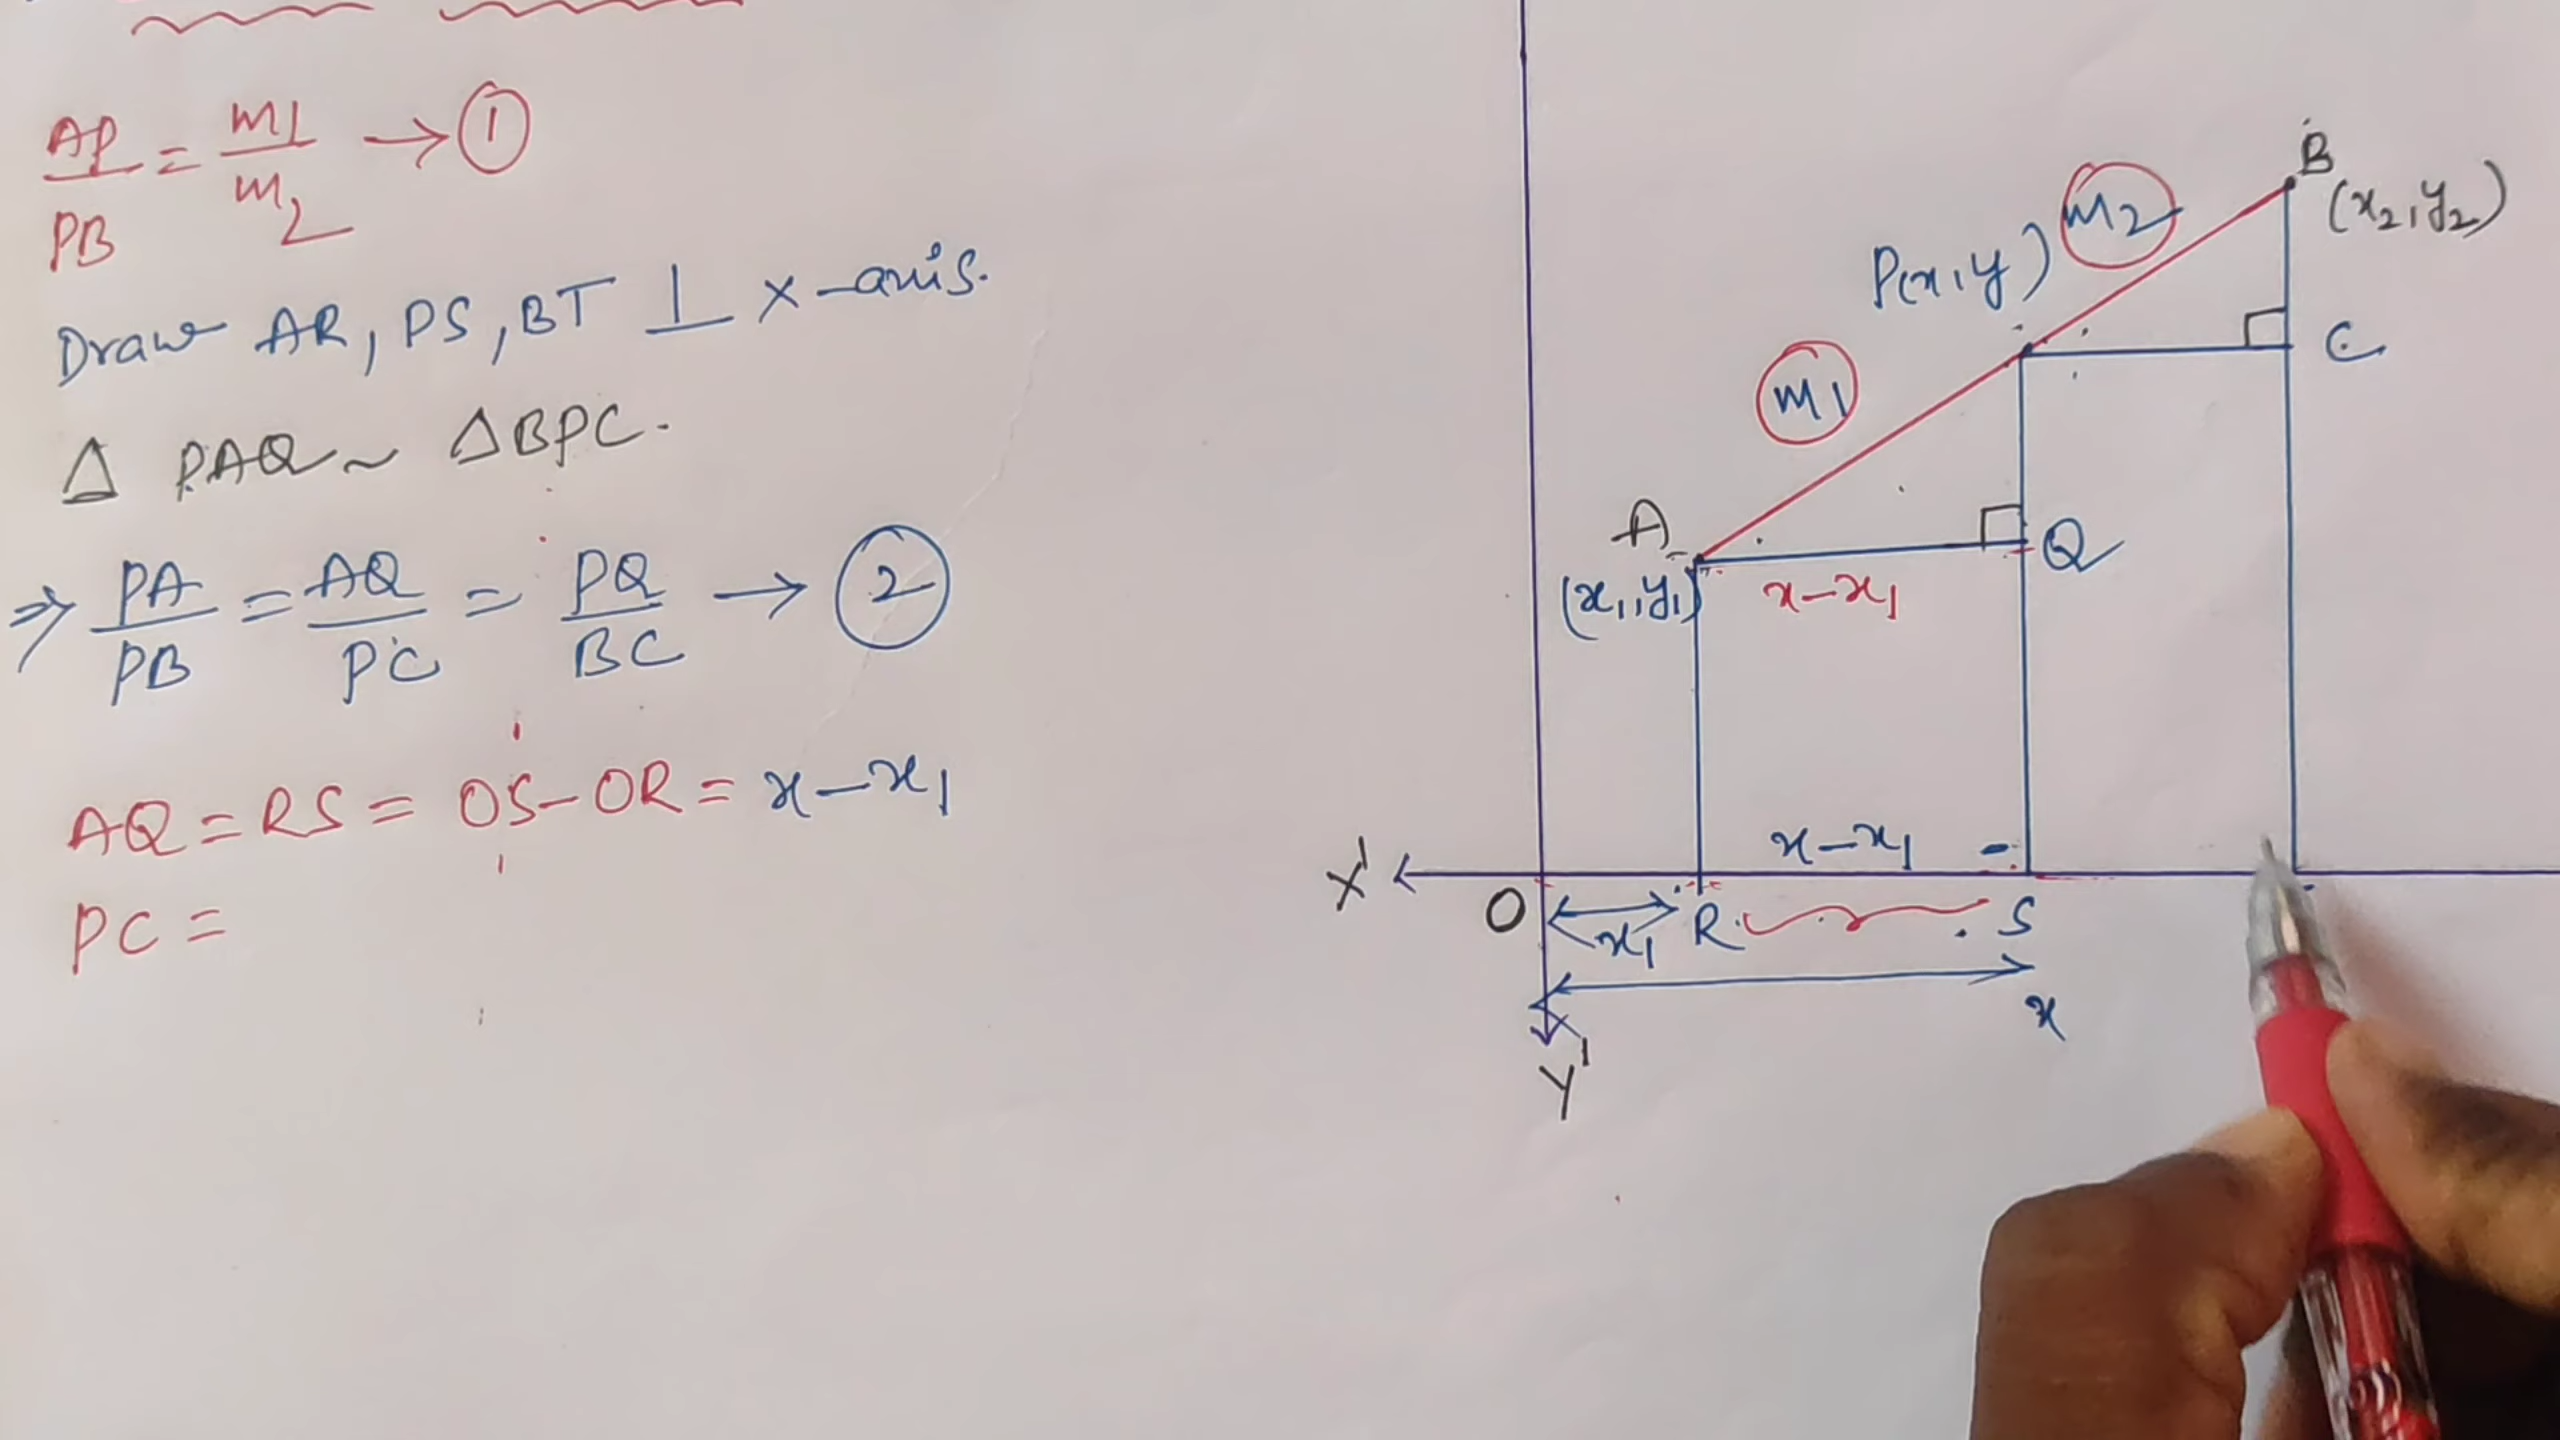 AP/PB = m1/m2 → ①
Draw AR, PS, BT ⊥ x-axis.
Δ PAQ ~ ΔBPC.
⇒ PA/PB = AQ/PC = PQ/BC → ②
AQ = RS = OS - OR = x - x1
PC =
B
(x2, y2)
m2
P(x, y)
C
m1
A
Q
(x1, y1)
x - x1
x - x1
X'
O
x1
R
S
x
Y'